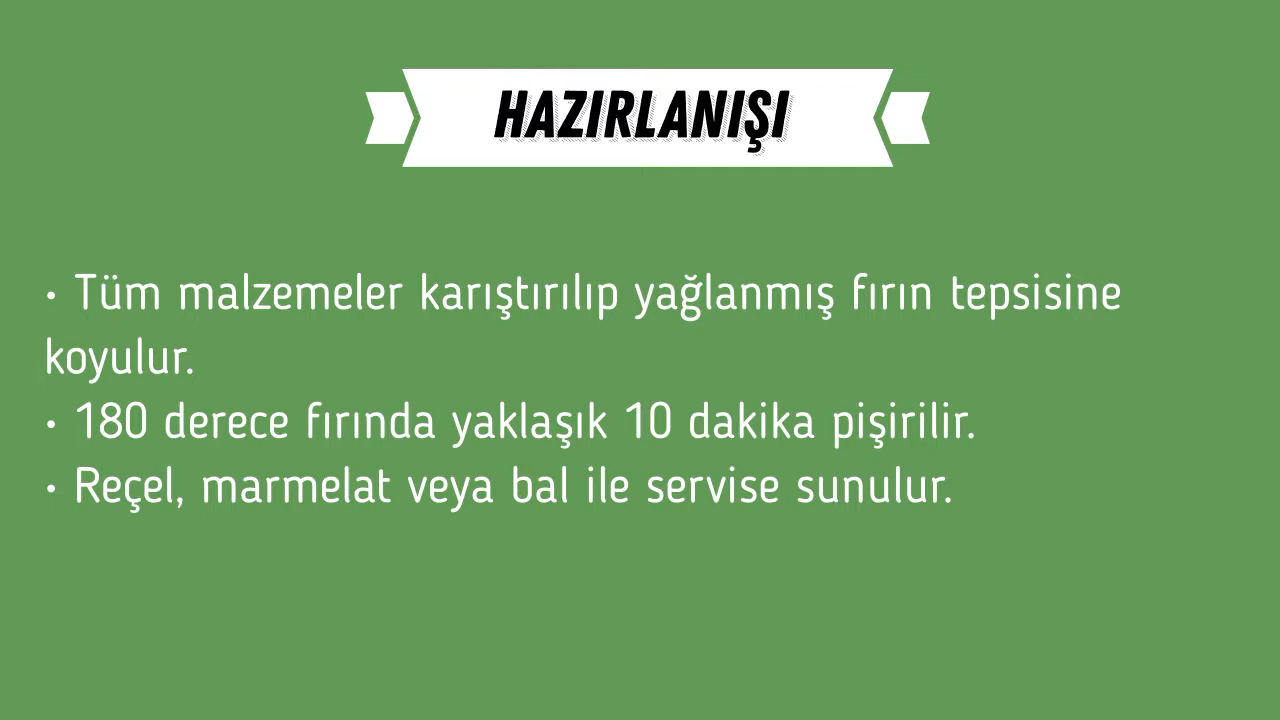 HAZIRLANIŞI
• Tüm malzemeler karıştırılıp yağlanmış fırın tepsisine
koyulur.
• 180 derece fırında yaklaşık 10 dakika pişirilir.
• Reçel, marmelat veya bal ile servise sunulur.